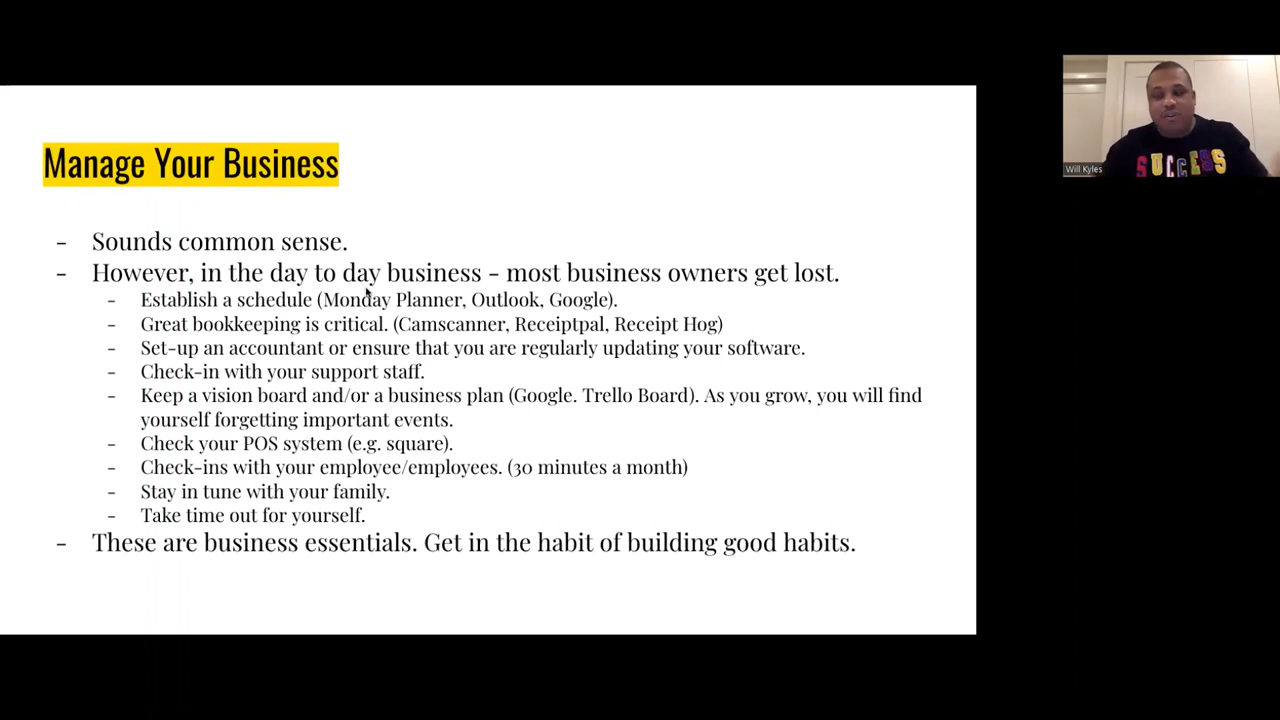 Manage Your Business
- Sounds common sense.
- However, in the day to day business - most business owners get lost.
- Establish a schedule (Monday Planner, Outlook, Google).
- Great bookkeeping is critical. (Camscanner, Receiptpal, Receipt Hog)
- Set-up an accountant or ensure that you are regularly updating your software.
- Check-in with your support staff.
- Keep a vision board and/or a business plan (Google. Trello Board). As you grow, you will find
yourself forgetting important events.
- Check your POS system (e.g. square).
- Check-ins with your employee/employees. (30 minutes a month)
- Stay in tune with your family.
- Take time out for yourself.
- These are business essentials. Get in the habit of building good habits.
SUCCESS
Will Kyles